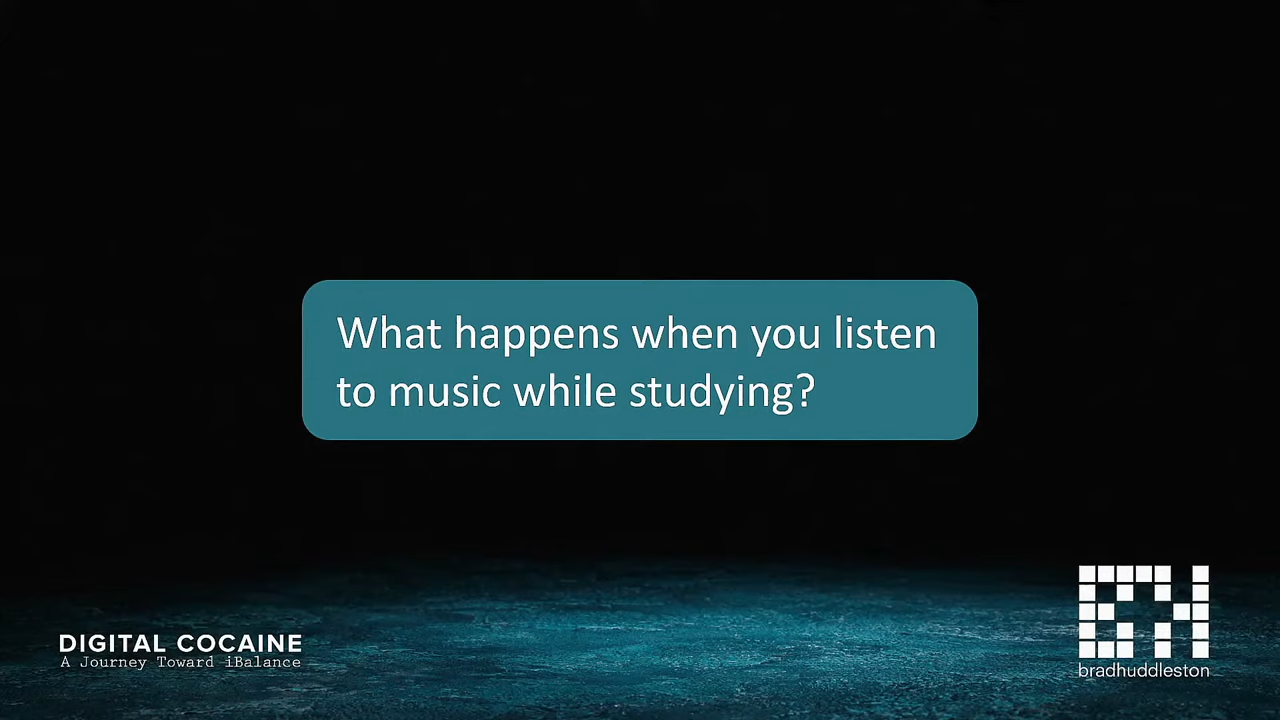 What happens when you listen
to music while studying?
DIGITAL COCAINE
A Journey Toward iBalance
bradhuddleston